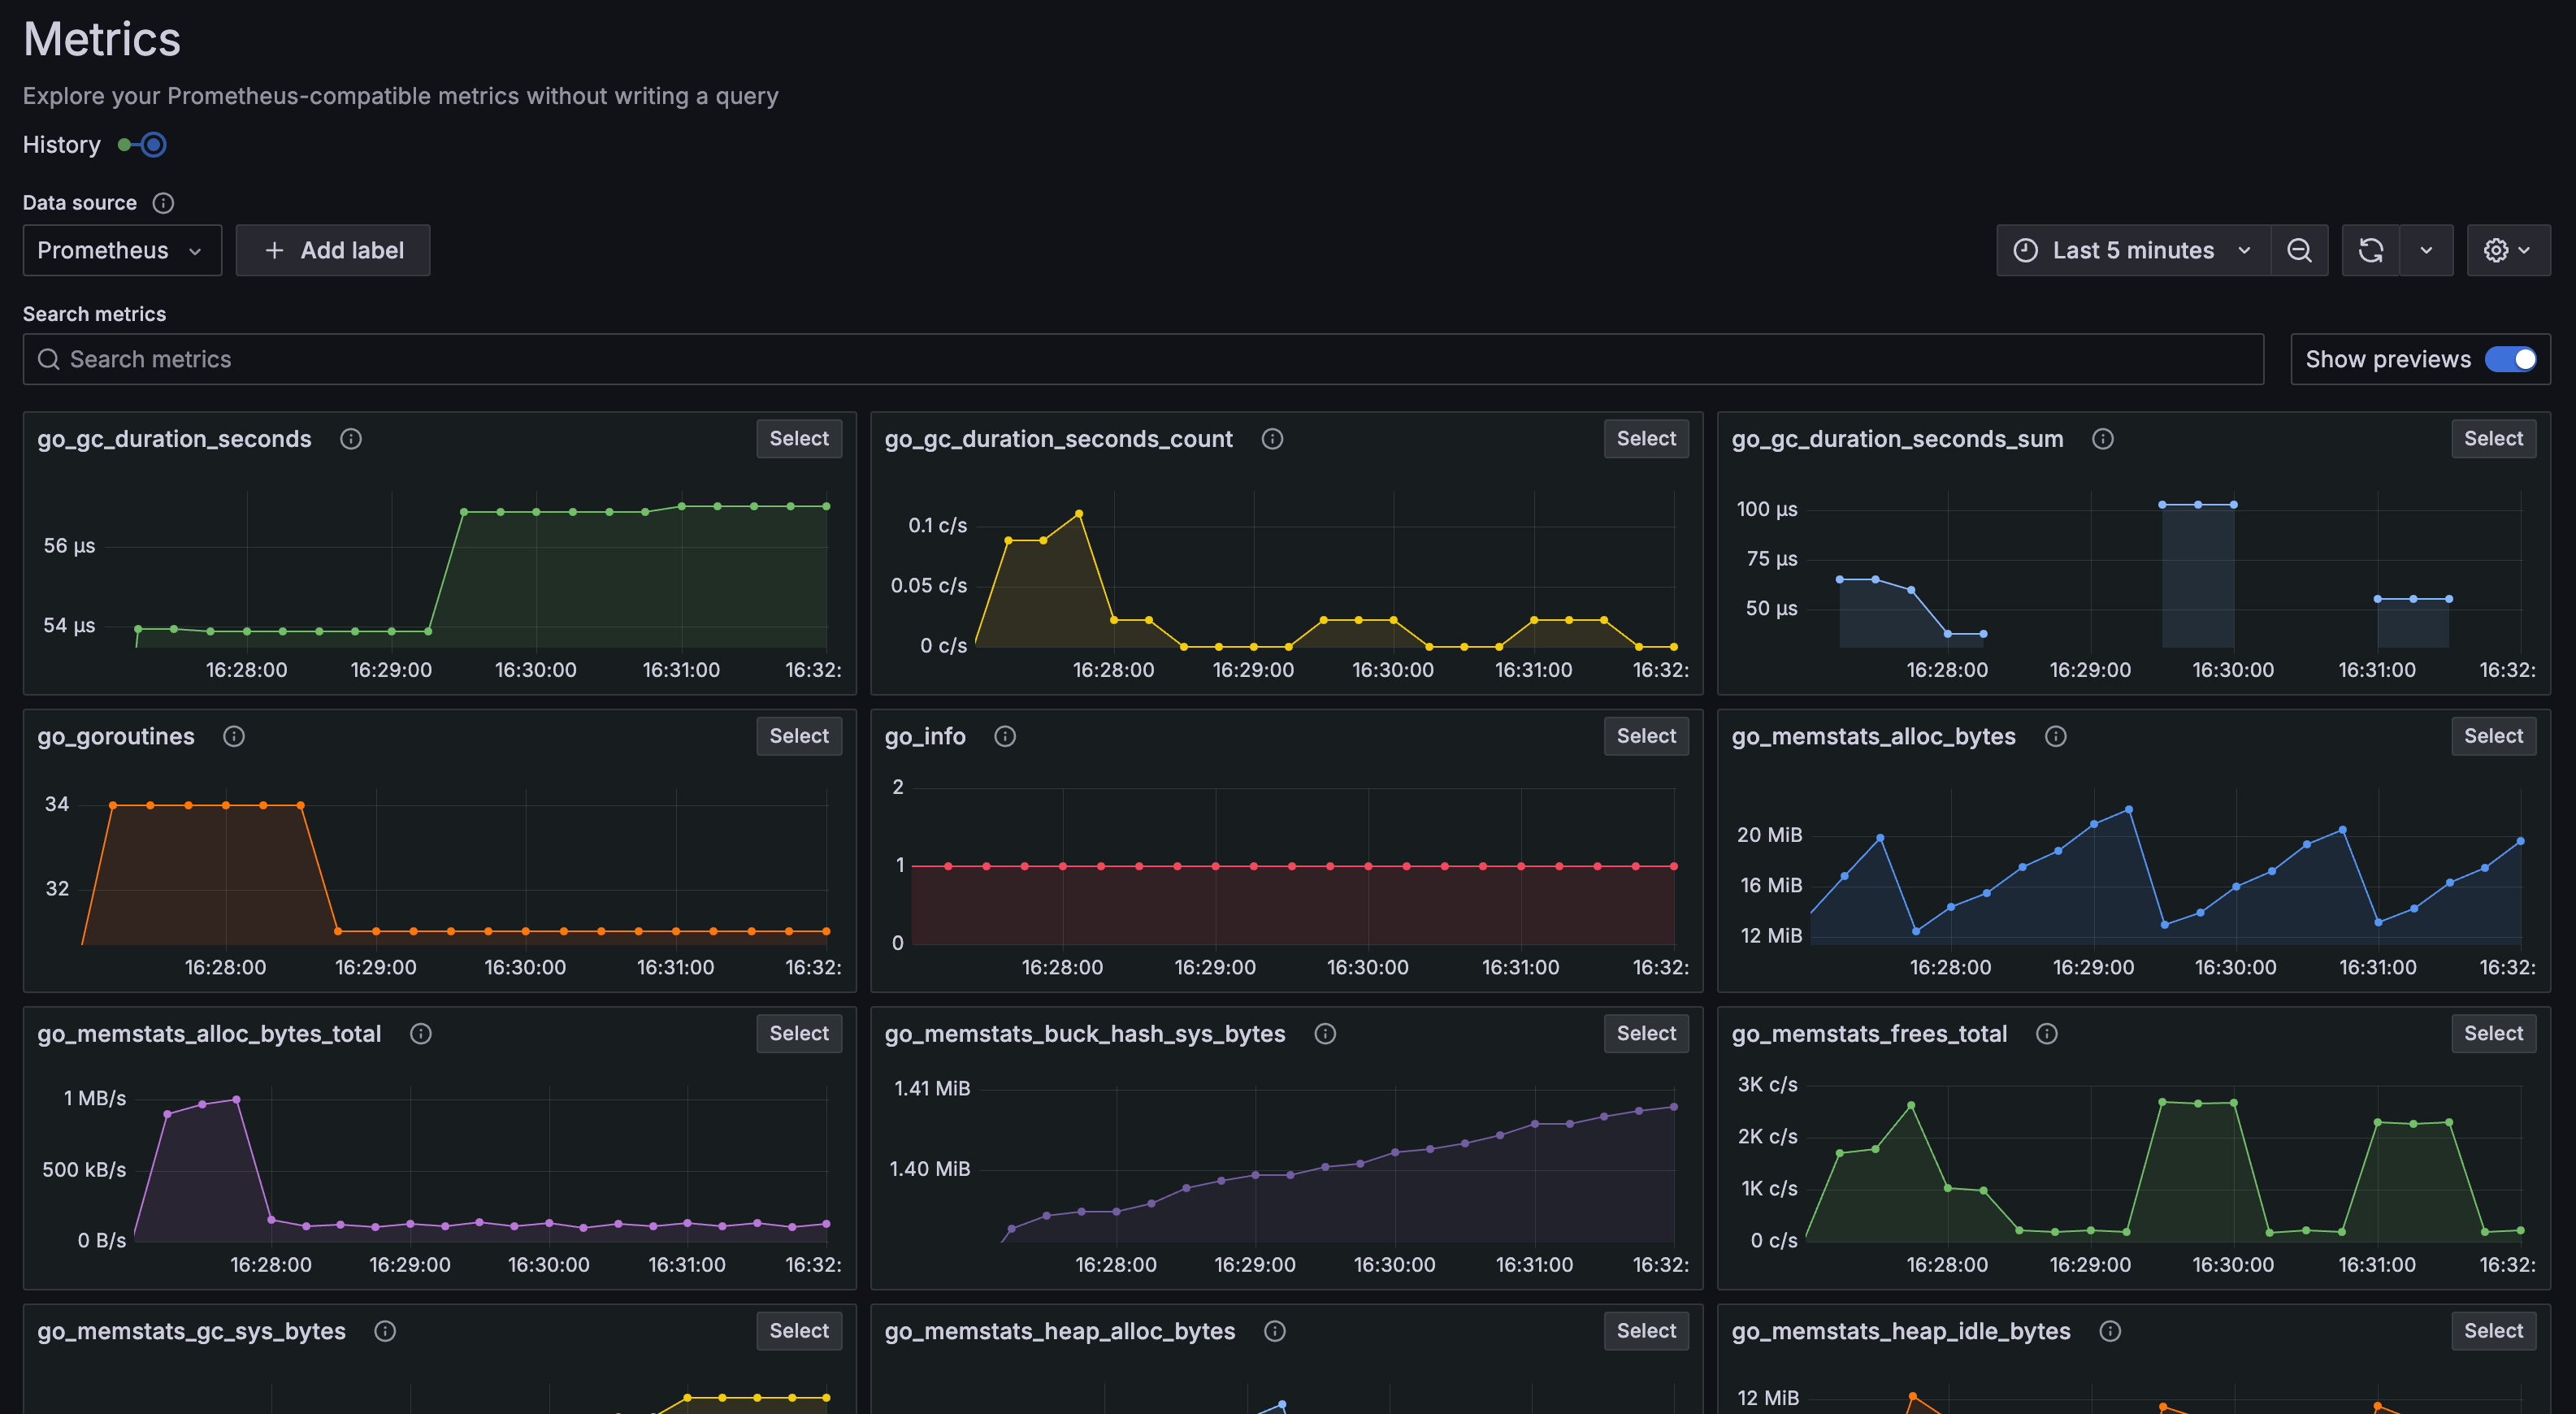 Metrics
Explore your Prometheus-compatible metrics without writing a query
History
Data source
Prometheus
Add label
Last 5 minutes
Search metrics
Search metrics
Show previews
go_gc_duration_seconds
Select
56 µs
54 µs
16:28:00 16:29:00 16:30:00 16:31:00 16:32:
go_gc_duration_seconds_count
Select
0.1 c/s
0.05 c/s
0 c/s
16:28:00 16:29:00 16:30:00 16:31:00 16:32:
go_gc_duration_seconds_sum
Select
100 µs
75 µs
50 µs
16:28:00 16:29:00 16:30:00 16:31:00 16:32:
go_goroutines
Select
34
32
16:28:00 16:29:00 16:30:00 16:31:00 16:32:
go_info
Select
2
1
0
16:28:00 16:29:00 16:30:00 16:31:00 16:32:
go_memstats_alloc_bytes
Select
20 MiB
16 MiB
12 MiB
16:28:00 16:29:00 16:30:00 16:31:00 16:32:
go_memstats_alloc_bytes_total
Select
1 MB/s
500 kB/s
0 B/s
16:28:00 16:29:00 16:30:00 16:31:00 16:32:
go_memstats_buck_hash_sys_bytes
Select
1.41 MiB
1.40 MiB
16:28:00 16:29:00 16:30:00 16:31:00 16:32:
go_memstats_frees_total
Select
3K c/s
2K c/s
1K c/s
0 c/s
16:28:00 16:29:00 16:30:00 16:31:00 16:32:
go_memstats_gc_sys_bytes
Select
go_memstats_heap_alloc_bytes
Select
go_memstats_heap_idle_bytes
Select
12 MiB